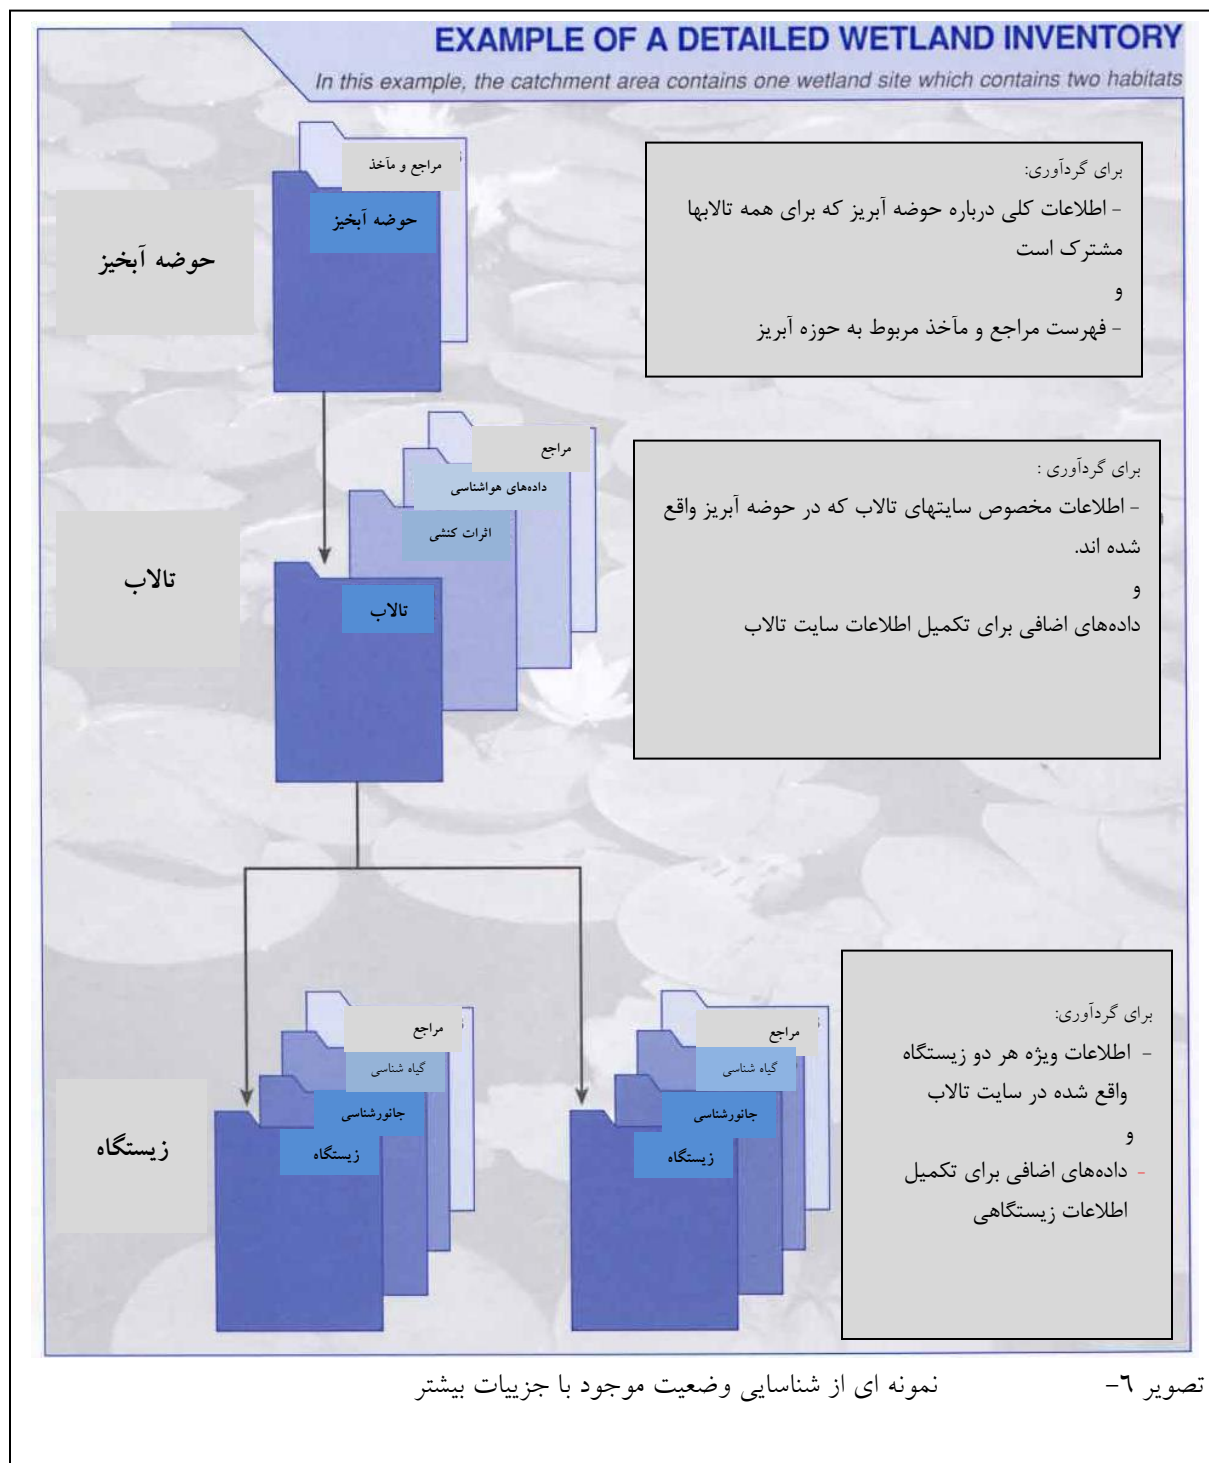 EXAMPLE OF A DETAILED WETLAND INVENTORY
In this example, the catchment area contains one wetland site which contains two habitats
مراجع و مآخذ
حوضه آبخیز
حوضه آبخیز
برای گردآوری:
- اطلاعات کلی درباره حوضه آبریز که برای همه تالابها
مشترک است
و
- فهرست مراجع و مآخذ مربوط به حوزه آبریز
مراجع
داده‌های هواشناسی
اثرات کنشی
تالاب
تالاب
برای گردآوری :
- اطلاعات مخصوص سایتهای تالاب که در حوضه آبریز واقع
شده اند.
و
داده‌های اضافی برای تکمیل اطلاعات سایت تالاب
مراجع
گیاه شناسی
جانورشناسی
زیستگاه
مراجع
گیاه شناسی
جانورشناسی
زیستگاه
زیستگاه
برای گردآوری:
- اطلاعات ویژه هر دو زیستگاه
واقع شده در سایت تالاب
و
- داده‌های اضافی برای تکمیل
اطلاعات زیستگاهی
تصویر ٦- نمونه ای از شناسایی وضعیت موجود با جزییات بیشتر